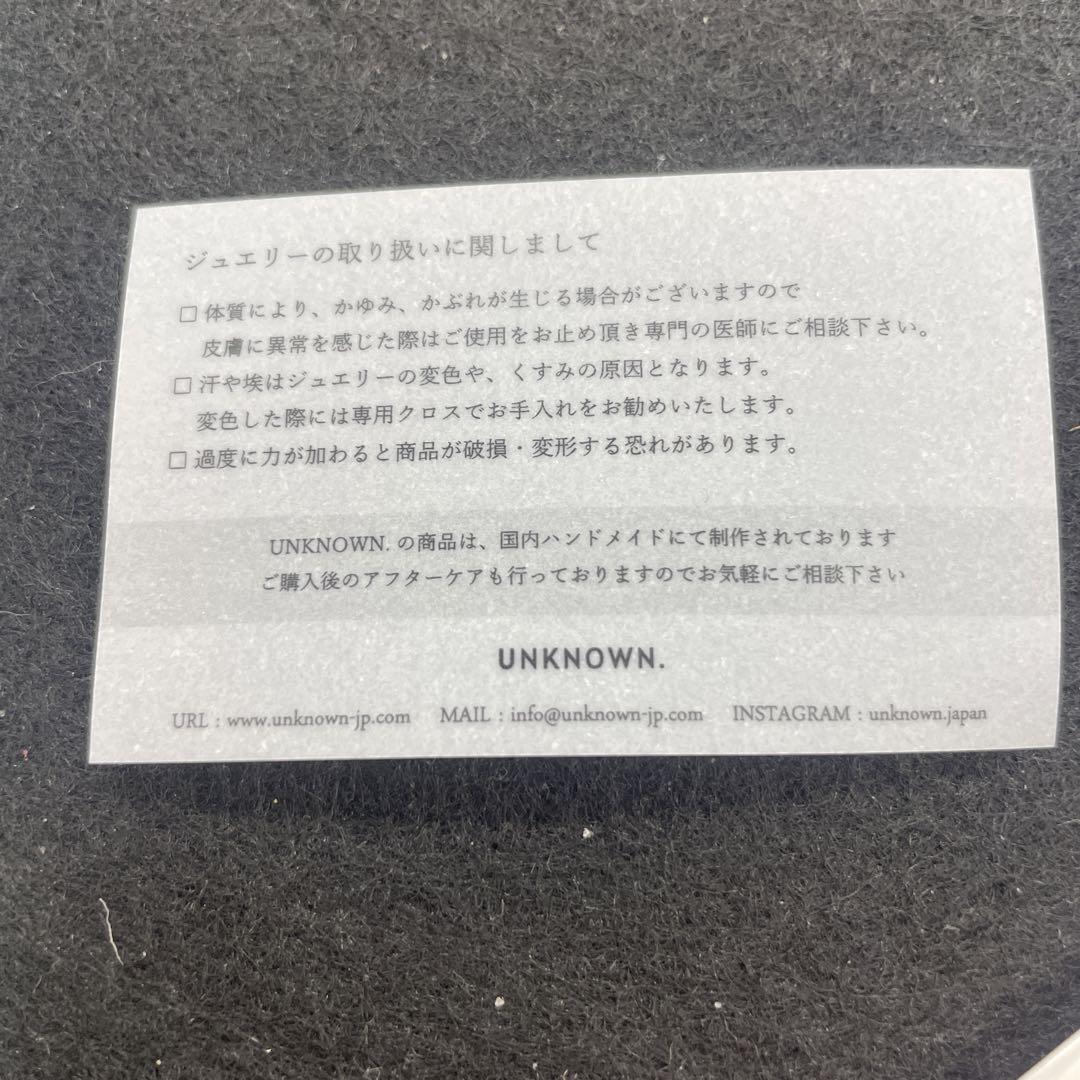 ジュエリーの取り扱いに関しまして
□ 体質により、かゆみ、かぶれが生じる場合がございますので
皮膚に異常を感じた際はご使用をお止め頂き専門の医師にご相談下さい。
□ 汗や埃はジュエリーの変色や、くすみの原因となります。
変色した際には専用クロスでお手入れをお勧めいたします。
□ 過度に力が加わると商品が破損・変形する恐れがあります。
UNKNOWN. の商品は、国内ハンドメイドにて制作されております
ご購入後のアフターケアも行っておりますのでお気軽にご相談下さい
UNKNOWN.
URL : www.unknown-jp.com MAIL : info@unknown-jp.com INSTAGRAM : unknown.japan